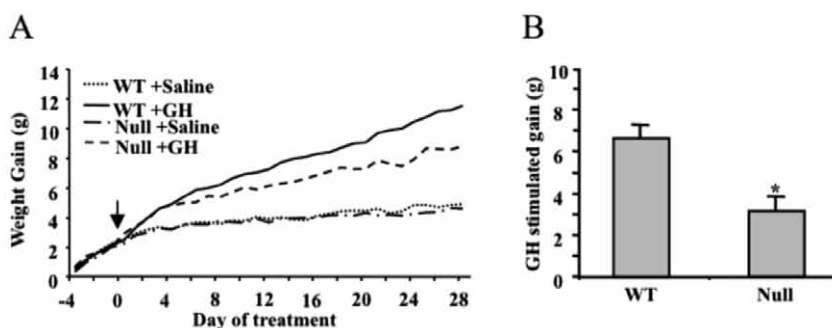 A
Weight Gain (g)
14
12
10
8
6
4
2
0
WT +Saline
WT +GH
Null +Saline
Null +GH
-4 0 4 8 12 16 20 24 28
Day of treatment
B
GH stimulated gain (g)
10
8
6
4
2
0
*
WT Null